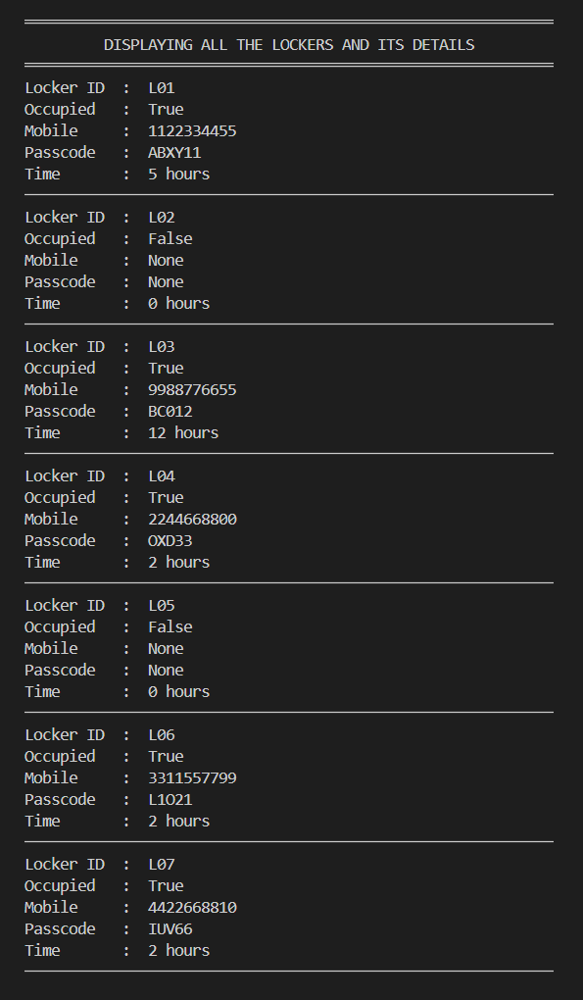 DISPLAYING ALL THE LOCKERS AND ITS DETAILS
Locker ID : L01
Occupied : True
Mobile : 1122334455
Passcode : ABXY11
Time : 5 hours
Locker ID : L02
Occupied : False
Mobile : None
Passcode : None
Time : 0 hours
Locker ID : L03
Occupied : True
Mobile : 9988776655
Passcode : BC012
Time : 12 hours
Locker ID : L04
Occupied : True
Mobile : 2244668800
Passcode : OXD33
Time : 2 hours
Locker ID : L05
Occupied : False
Mobile : None
Passcode : None
Time : 0 hours
Locker ID : L06
Occupied : True
Mobile : 3311557799
Passcode : L1O21
Time : 2 hours
Locker ID : L07
Occupied : True
Mobile : 4422668810
Passcode : IUV66
Time : 2 hours